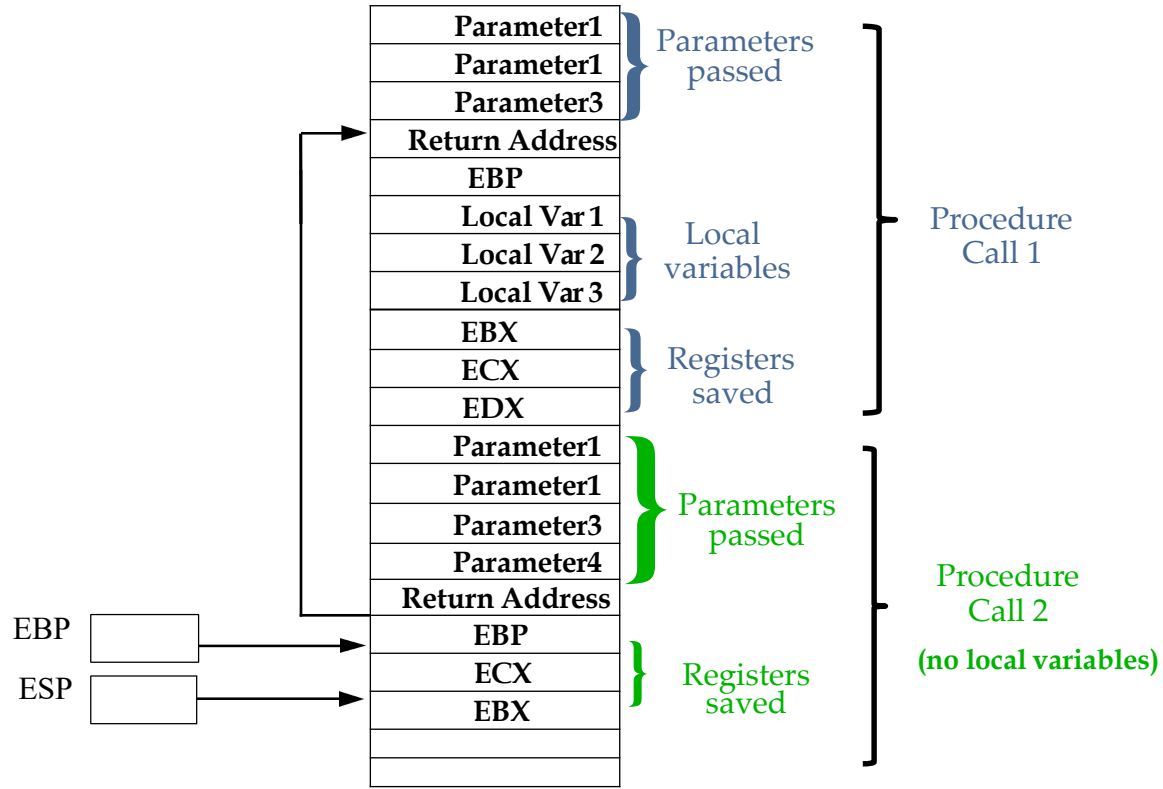 Parameter1
Parameter1
Parameter3
Return Address
EBP
Local Var 1
Local Var 2
Local Var 3
EBX
ECX
EDX
Parameter1
Parameter1
Parameter3
Parameter4
Return Address
EBP
ECX
EBX
Parameters
passed
Local
variables
Registers
saved
Procedure
Call 1
Parameters
passed
Registers
saved
Procedure
Call 2
(no local variables)
EBP
ESP